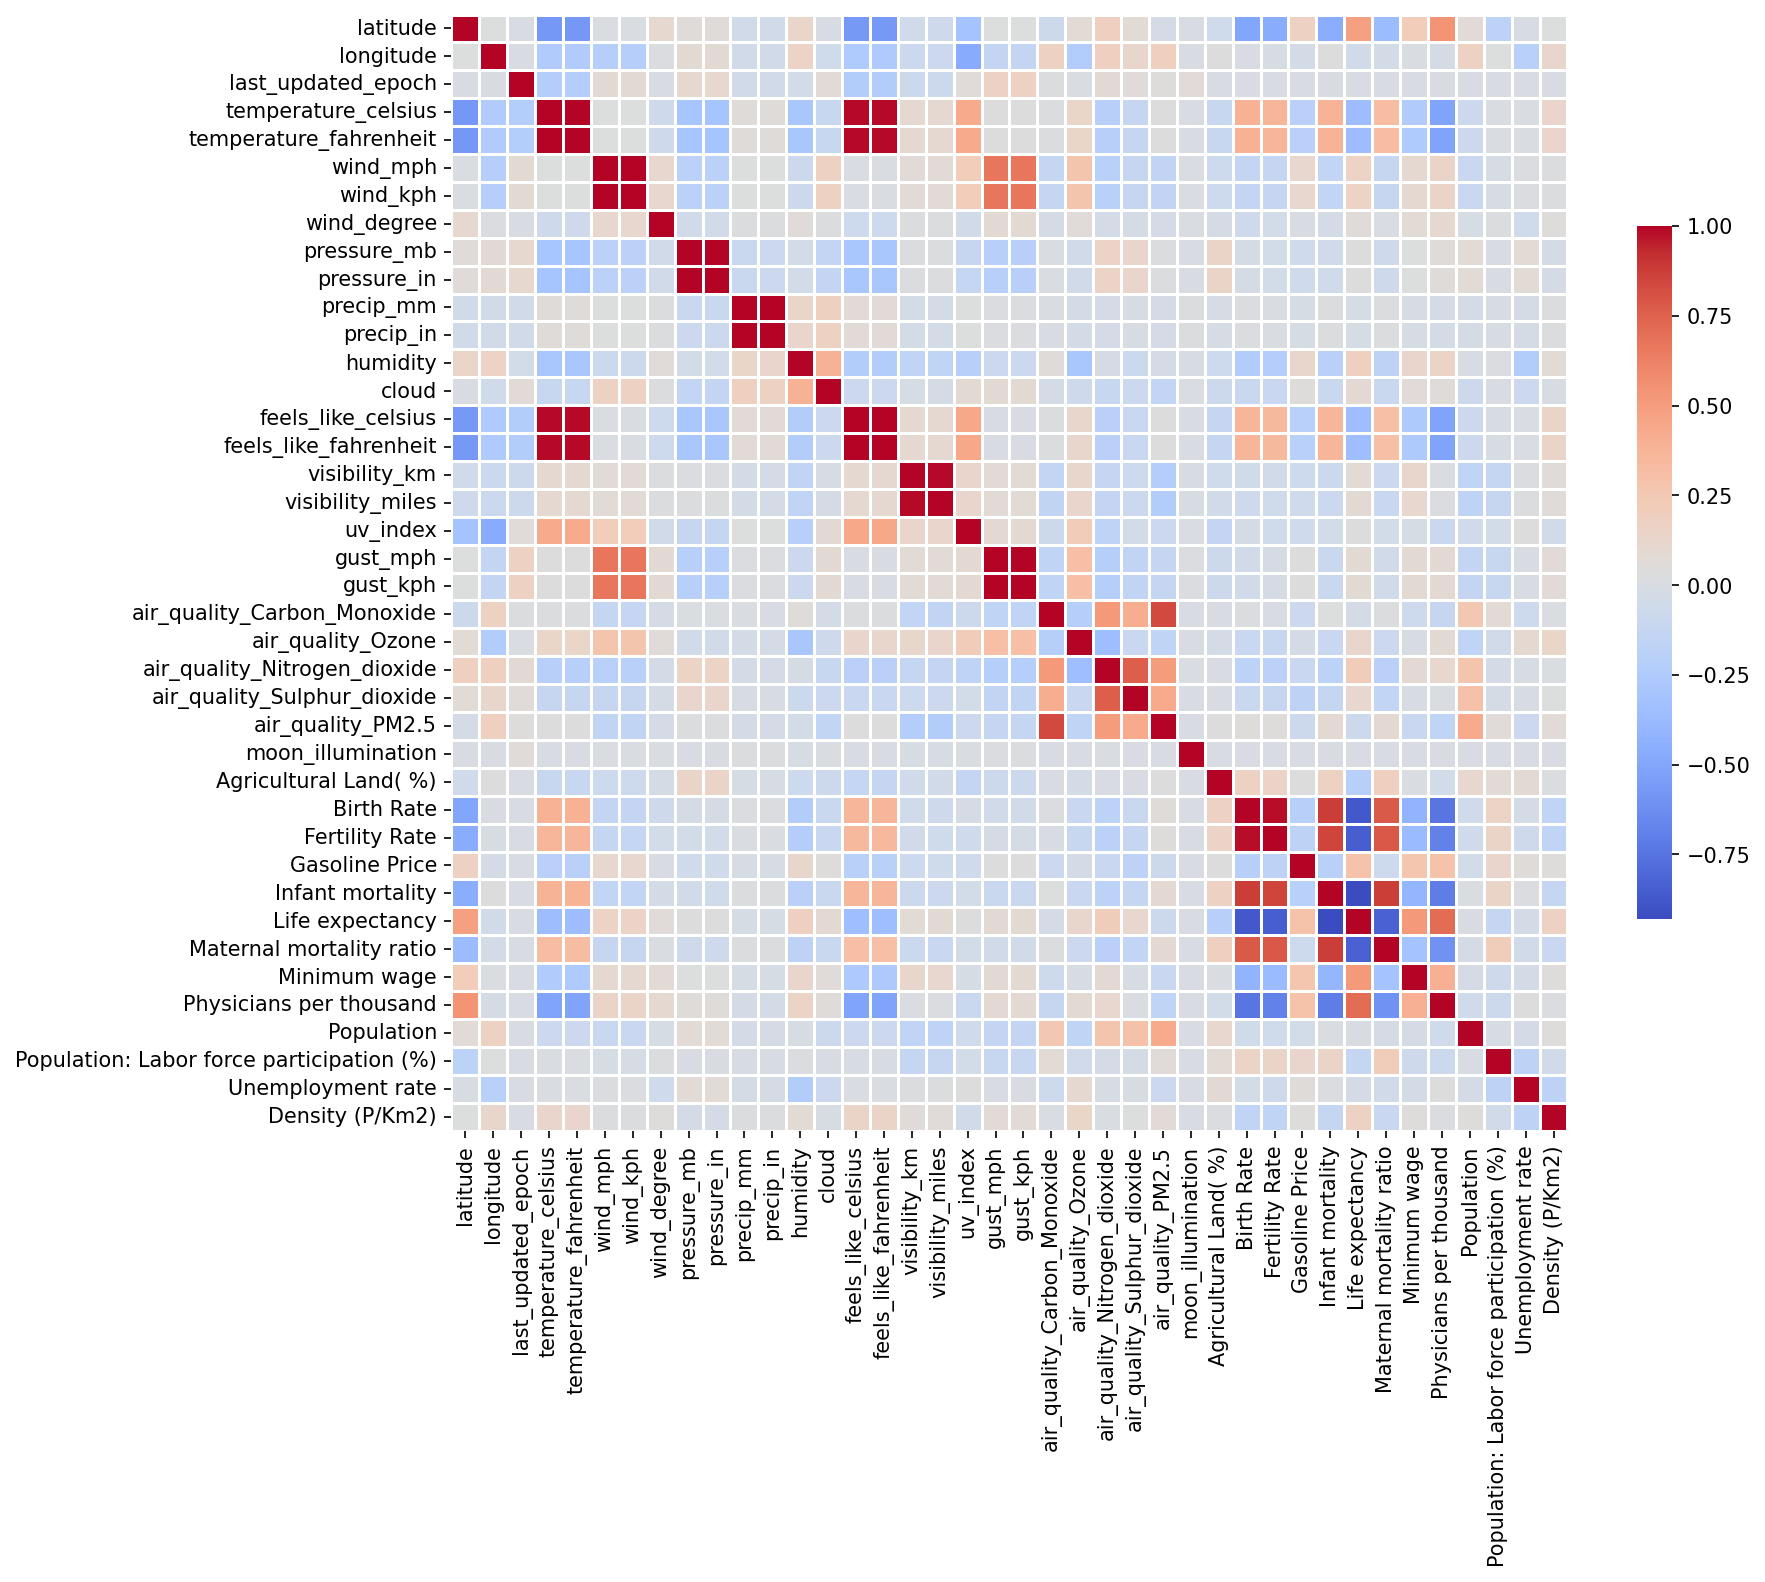 latitude
longitude
last_updated_epoch
temperature_celsius
temperature_fahrenheit
wind_mph
wind_kph
wind_degree
pressure_mb
pressure_in
precip_mm
precip_in
humidity
cloud
feels_like_celsius
feels_like_fahrenheit
visibility_km
visibility_miles
uv_index
gust_mph
gust_kph
air_quality_Carbon_Monoxide
air_quality_Ozone
air_quality_Nitrogen_dioxide
air_quality_Sulphur_dioxide
air_quality_PM2.5
moon_illumination
Agricultural Land( %)
Birth Rate
Fertility Rate
Gasoline Price
Infant mortality
Life expectancy
Maternal mortality ratio
Minimum wage
Physicians per thousand
Population
Population: Labor force participation (%)
Unemployment rate
Density (P/Km2)
latitude
longitude
last_updated_epoch
temperature_celsius
temperature_fahrenheit
wind_mph
wind_kph
wind_degree
pressure_mb
pressure_in
precip_mm
precip_in
humidity
cloud
feels_like_celsius
feels_like_fahrenheit
visibility_km
visibility_miles
uv_index
gust_mph
gust_kph
air_quality_Carbon_Monoxide
air_quality_Ozone
air_quality_Nitrogen_dioxide
air_quality_Sulphur_dioxide
air_quality_PM2.5
moon_illumination
Agricultural Land( %)
Birth Rate
Fertility Rate
Gasoline Price
Infant mortality
Life expectancy
Maternal mortality ratio
Minimum wage
Physicians per thousand
Population
Population: Labor force participation (%)
Unemployment rate
Density (P/Km2)
1.00
0.75
0.50
0.25
0.00
−0.25
−0.50
−0.75